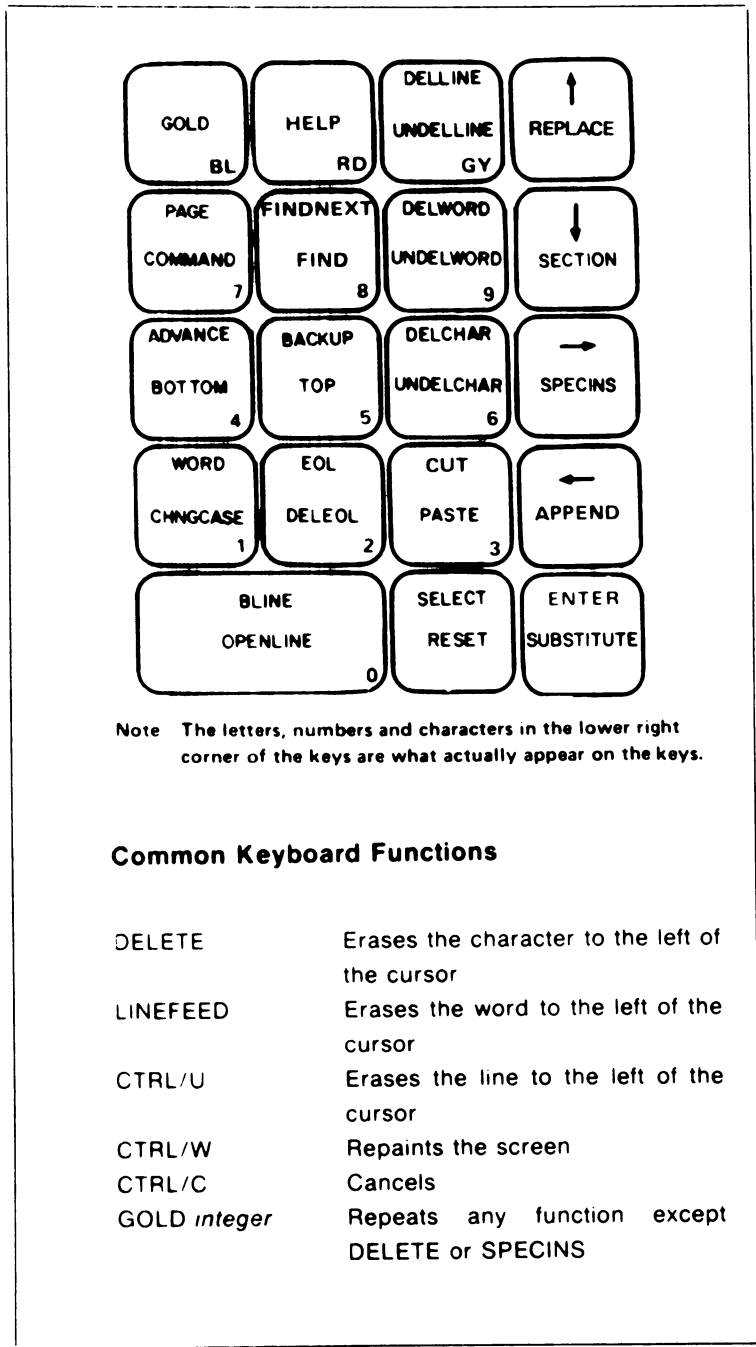 DELLINE
GOLD HELP UNDELLINE ↑ REPLACE
BL RD GY
PAGE FINDNEXT DELWORD ↓
COMMAND FIND UNDELWORD SECTION
7 8 9
ADVANCE BACKUP DELCHAR →
BOTTOM TOP UNDELCHAR SPECINS
4 5 6
WORD EOL CUT ←
CHNGCASE DELEOL PASTE APPEND
1 2 3
BLINE SELECT ENTER
OPENLINE RESET SUBSTITUTE
0
Note The letters, numbers and characters in the lower right
corner of the keys are what actually appear on the keys.
Common Keyboard Functions
DELETE Erases the character to the left of
the cursor
LINEFEED Erases the word to the left of the
cursor
CTRL/U Erases the line to the left of the
cursor
CTRL/W Repaints the screen
CTRL/C Cancels
GOLD integer Repeats any function except
DELETE or SPECINS